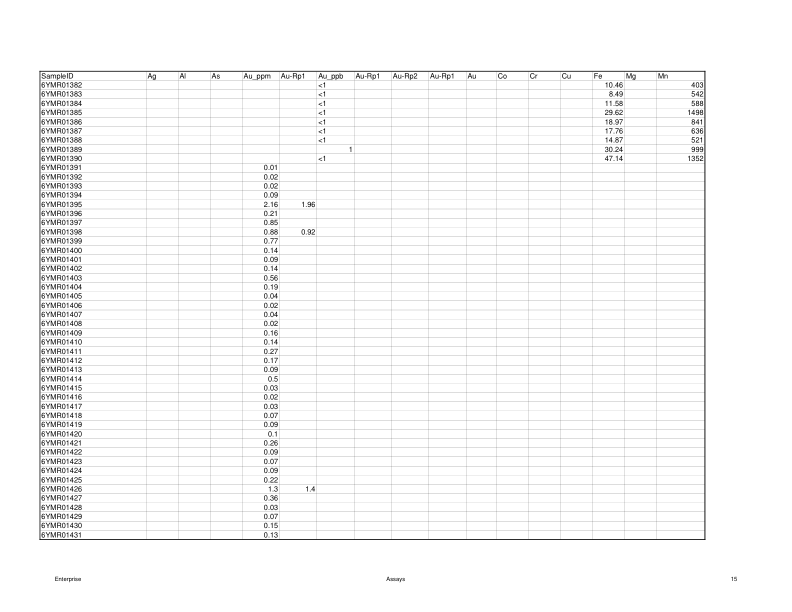 SampleID Ag Al As Au_ppm Au-Rp1 Au_ppb Au-Rp1 Au-Rp2 Au-Rp1 Au Co Cr Cu Fe Mg Mn
6YMR01382 <1 10.46 403
6YMR01383 <1 8.49 542
6YMR01384 <1 11.58 588
6YMR01385 <1 29.62 1498
6YMR01386 <1 18.97 841
6YMR01387 <1 17.76 636
6YMR01388 <1 14.87 521
6YMR01389 1 30.24 999
6YMR01390 <1 47.14 1352
6YMR01391 0.01
6YMR01392 0.02
6YMR01393 0.02
6YMR01394 0.09
6YMR01395 2.16 1.96
6YMR01396 0.21
6YMR01397 0.85
6YMR01398 0.88 0.92
6YMR01399 0.77
6YMR01400 0.14
6YMR01401 0.09
6YMR01402 0.14
6YMR01403 0.56
6YMR01404 0.19
6YMR01405 0.04
6YMR01406 0.02
6YMR01407 0.04
6YMR01408 0.02
6YMR01409 0.16
6YMR01410 0.14
6YMR01411 0.27
6YMR01412 0.17
6YMR01413 0.09
6YMR01414 0.5
6YMR01415 0.03
6YMR01416 0.02
6YMR01417 0.03
6YMR01418 0.07
6YMR01419 0.09
6YMR01420 0.1
6YMR01421 0.26
6YMR01422 0.09
6YMR01423 0.07
6YMR01424 0.09
6YMR01425 0.22
6YMR01426 1.3 1.4
6YMR01427 0.36
6YMR01428 0.03
6YMR01429 0.07
6YMR01430 0.15
6YMR01431 0.13
Enterprise Assays 15